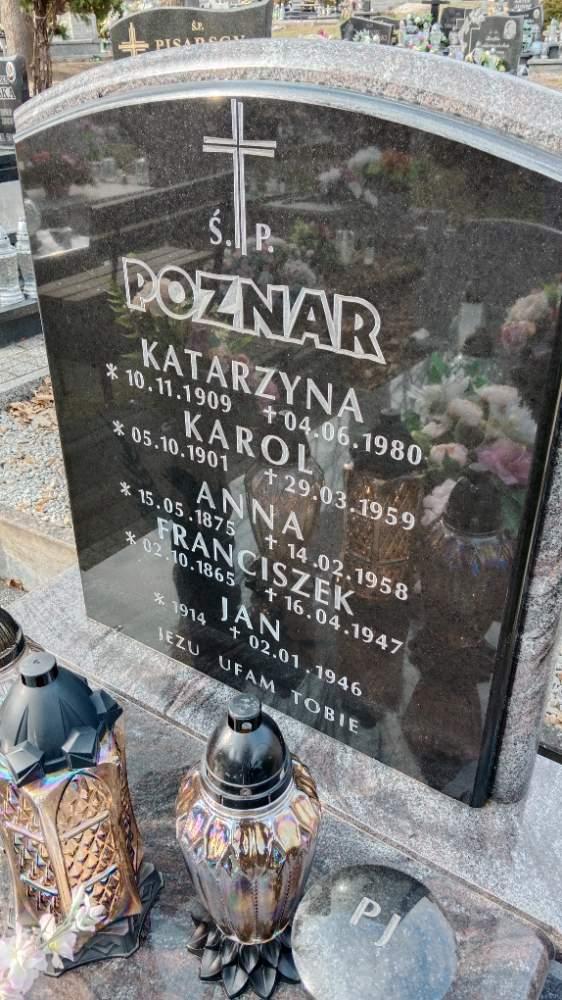 Ś.P.
PISARSKY
Ś. P.
POZNAR
KATARZYNA
* 10.11.1909 ✝ 04.06.1980
KAROL
* 05.10.1901 ✝ 29.03.1959
ANNA
* 15.05.1875 ✝ 14.02.1958
FRANCISZEK
* 02.10.1865 ✝ 16.04.1947
JAN
* 1914 ✝ 02.01.1946
JEZU UFAM TOBIE
PJ